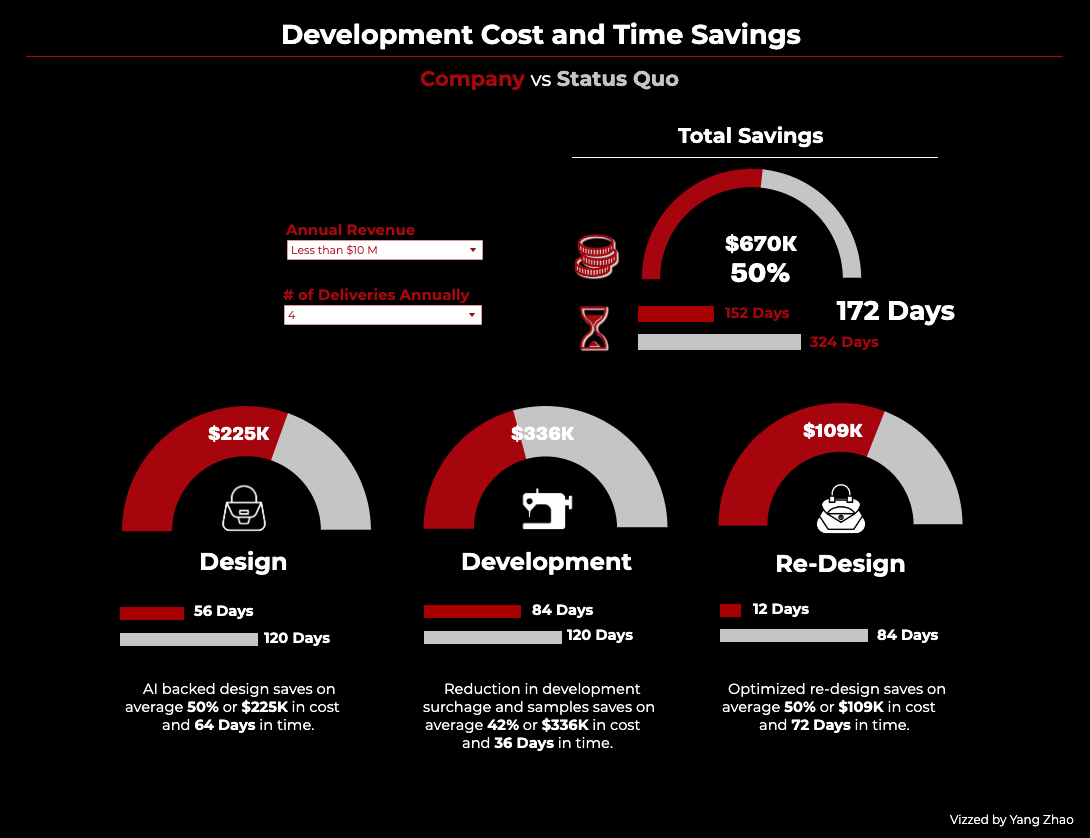 Development Cost and Time Savings
Company vs Status Quo
Total Savings
Annual Revenue
Less than $10 M
# of Deliveries Annually
4
$670K
50%
152 Days
172 Days
324 Days
$225K
Design
56 Days
120 Days
AI backed design saves on
average 50% or $225K in cost
and 64 Days in time.
$336K
Development
84 Days
120 Days
Reduction in development
surchage and samples saves on
average 42% or $336K in cost
and 36 Days in time.
$109K
Re-Design
12 Days
84 Days
Optimized re-design saves on
average 50% or $109K in cost
and 72 Days in time.
Vizzed by Yang Zhao